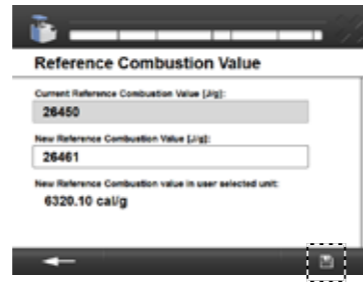 Reference Combustion Value
Current Reference Combustion Value [J/g]:
26450
New Reference Combustion Value [J/g]:
26461
New Reference Combustion value in user selected unit:
6320.10 cal/g